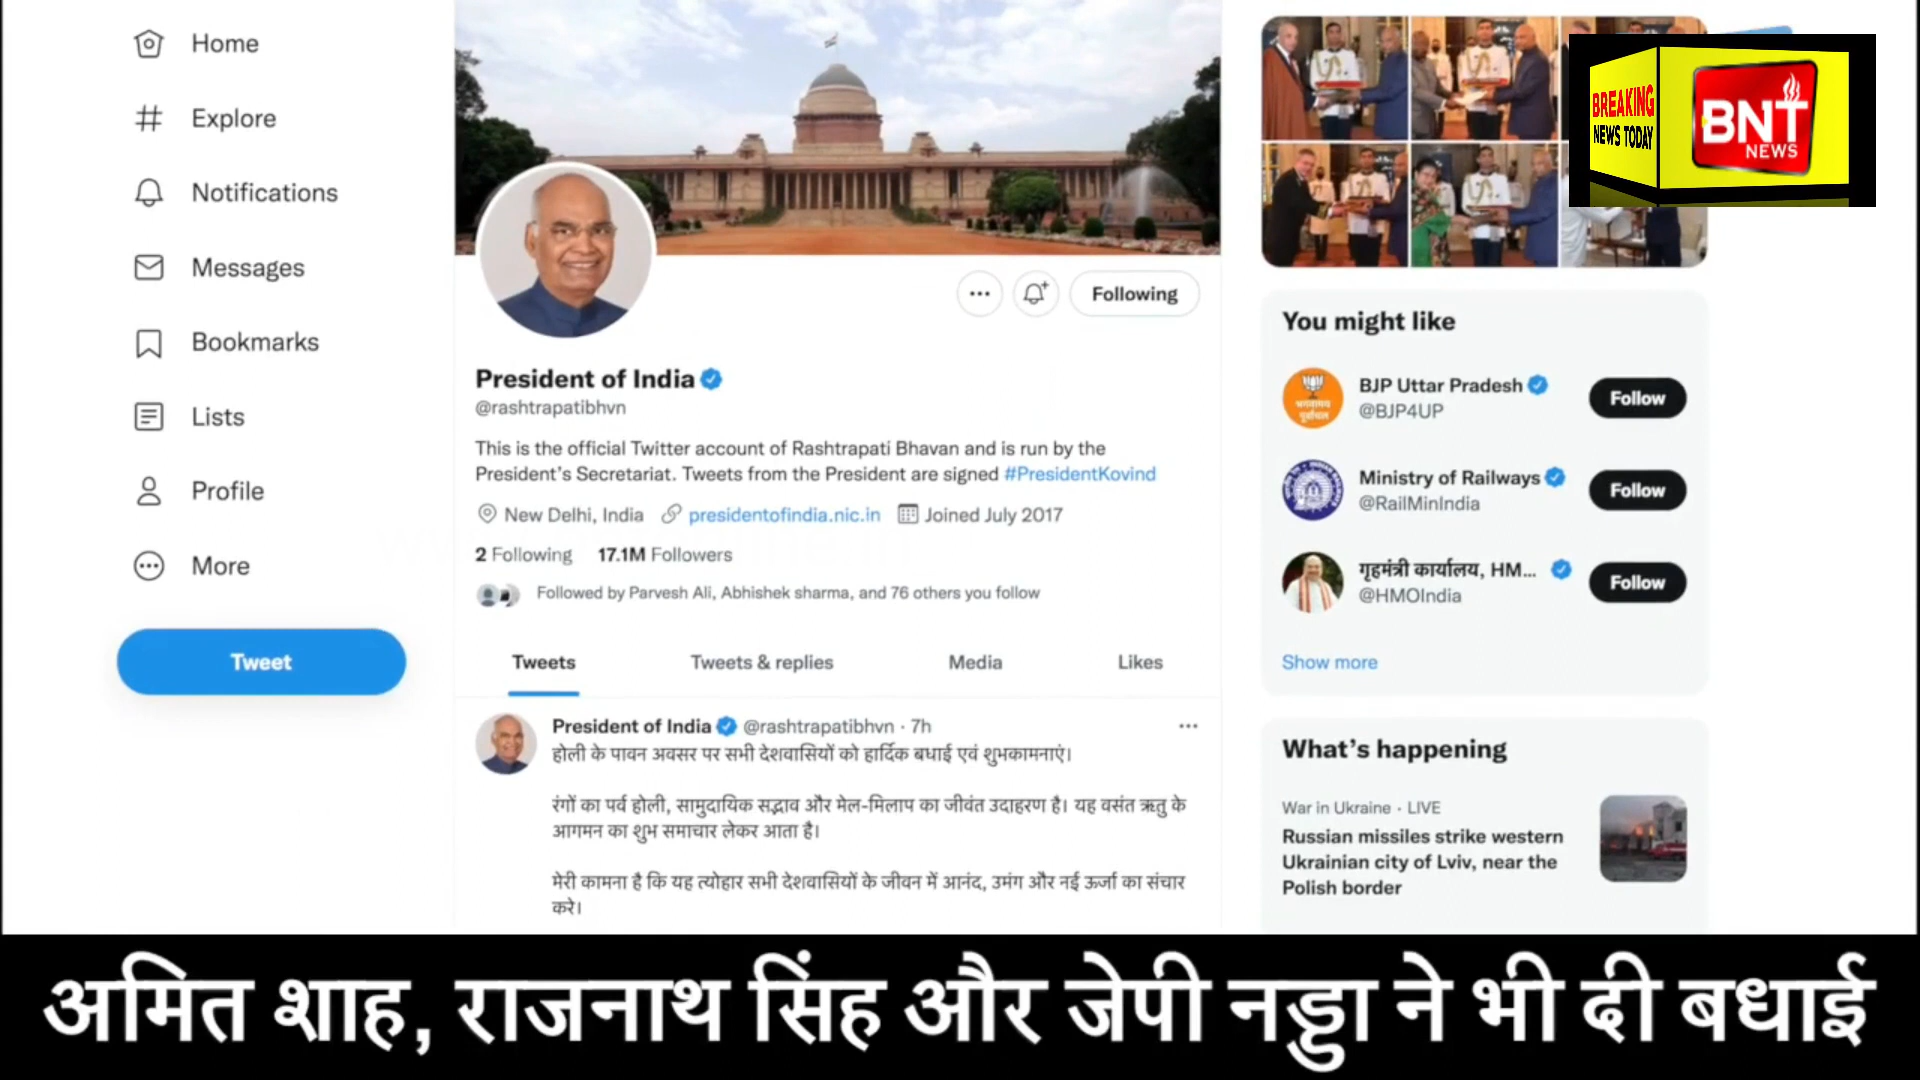 Home
Explore
Notifications
Messages
Bookmarks
Lists
Profile
More
Tweet
Following
President of India
@rashtrapatibhvn
This is the official Twitter account of Rashtrapati Bhavan and is run by the
President's Secretariat. Tweets from the President are signed #PresidentKovind
New Delhi, India presidentofindia.nic.in Joined July 2017
2 Following 17.1M Followers
Followed by Parvesh Ali, Abhishek sharma, and 76 others you follow
Tweets Tweets & replies Media Likes
President of India @rashtrapatibhvn · 7h
होली के पावन अवसर पर सभी देशवासियों को हार्दिक बधाई एवं शुभकामनाएं।
रंगों का पर्व होली, सामुदायिक सद्भाव और मेल-मिलाप का जीवंत उदाहरण है। यह वसंत ऋतु के
आगमन का शुभ समाचार लेकर आता है।
मेरी कामना है कि यह त्योहार सभी देशवासियों के जीवन में आनंद, उमंग और नई ऊर्जा का संचार
करे।
BREAKING
NEWS TODAY
BNT
NEWS
You might like
BJP Uttar Pradesh
@BJP4UP
Follow
Ministry of Railways
@RailMinIndia
Follow
गृहमंत्री कार्यालय, HM...
@HMOIndia
Follow
Show more
What's happening
War in Ukraine · LIVE
Russian missiles strike western
Ukrainian city of Lviv, near the
Polish border
अमित शाह, राजनाथ सिंह और जेपी नड्डा ने भी दी बधाई